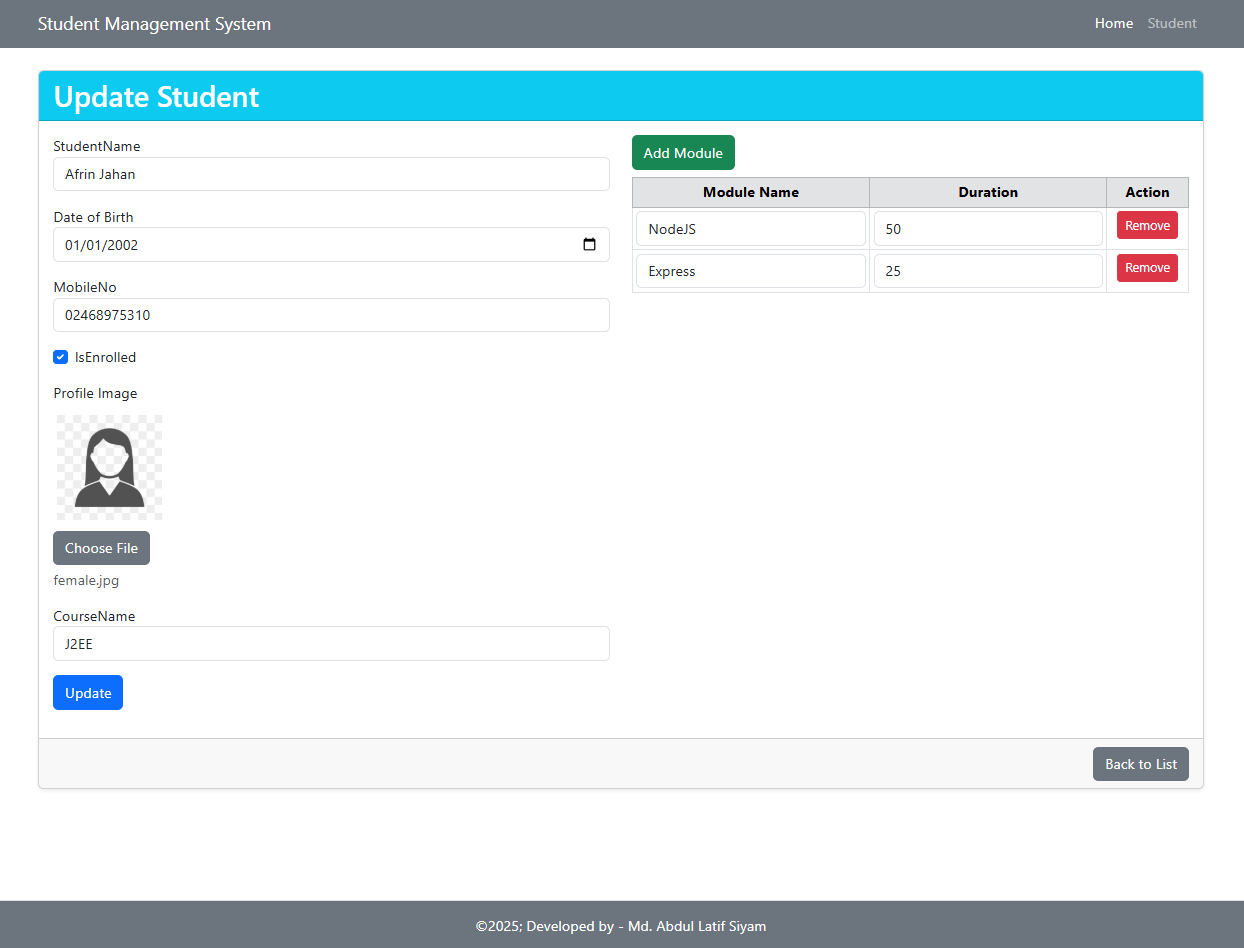 Student Management System
Home Student
Update Student
StudentName
Afrin Jahan
Date of Birth
01/01/2002
MobileNo
02468975310
IsEnrolled
Profile Image
Choose File
female.jpg
CourseName
J2EE
Update
Add Module
Module Name Duration Action
NodeJS 50 Remove
Express 25 Remove
Back to List
©2025; Developed by - Md. Abdul Latif Siyam